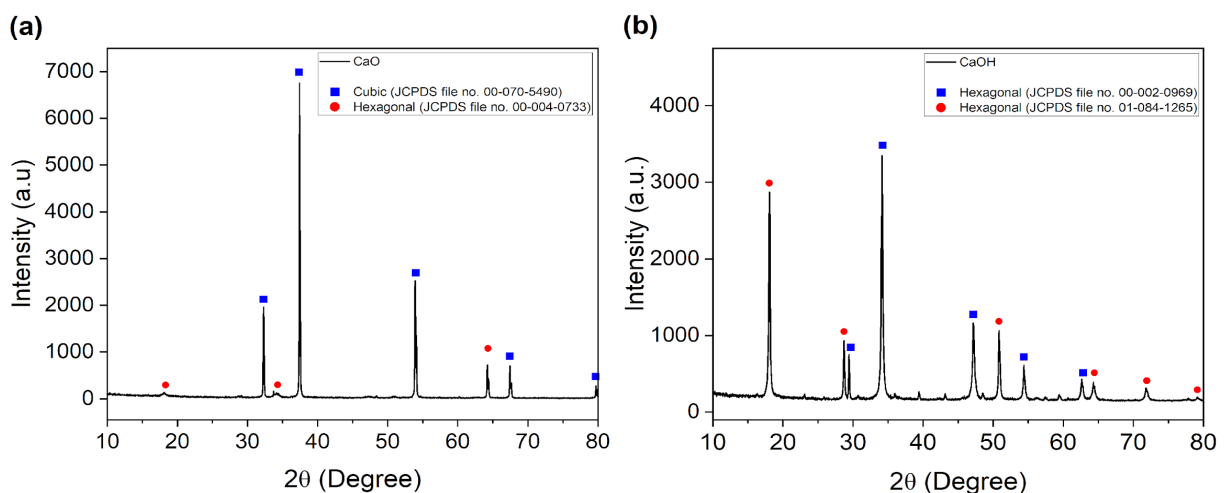 (a)
7000
6000
5000
4000
3000
2000
1000
0
Intensity (a.u)
CaO
Cubic (JCPDS file no. 00-070-5490)
Hexagonal (JCPDS file no. 00-004-0733)
10 20 30 40 50 60 70 80
2θ (Degree)
(b)
4000
3000
2000
1000
0
Intensity (a.u.)
CaOH
Hexagonal (JCPDS file no. 00-002-0969)
Hexagonal (JCPDS file no. 01-084-1265)
10 20 30 40 50 60 70 80
2θ (Degree)